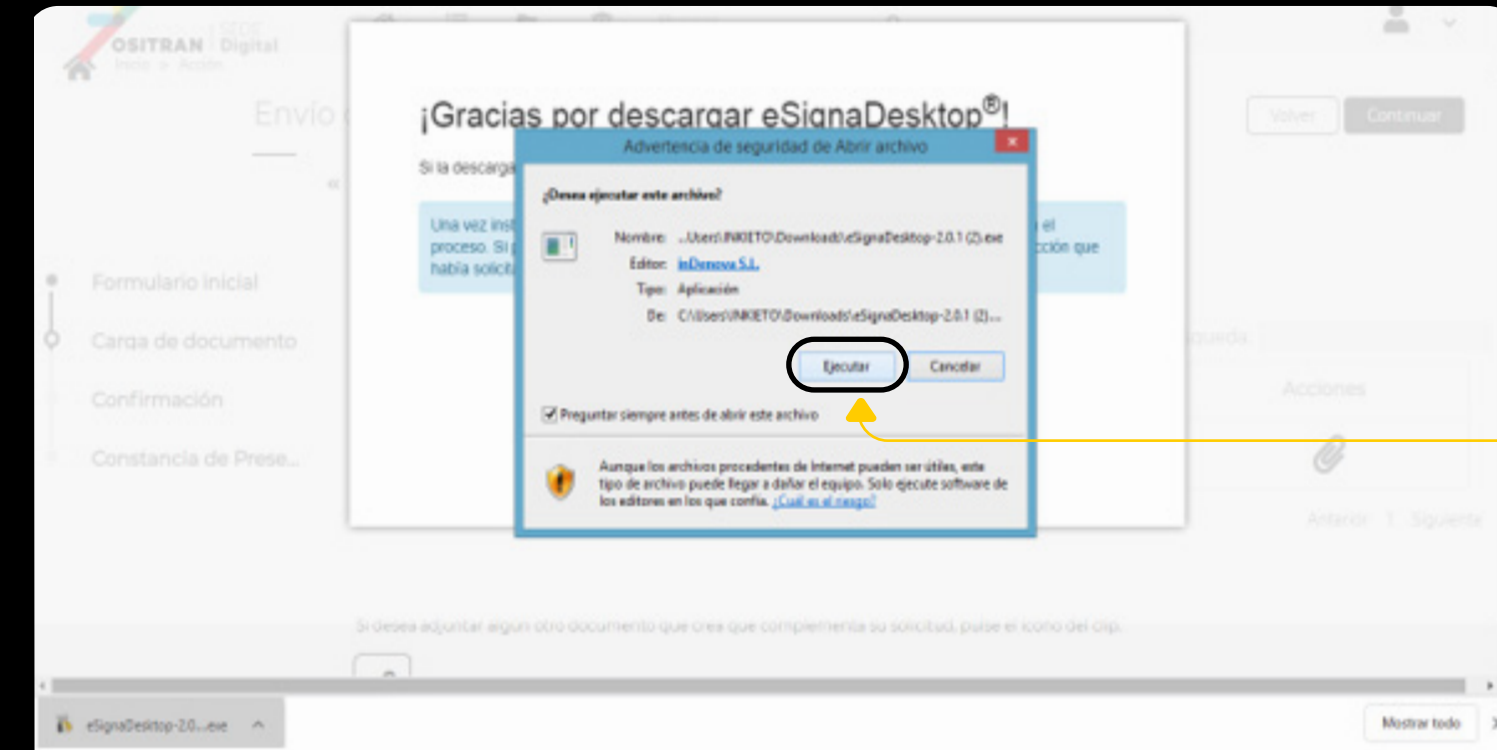 SEDE
OSITRAN Digital
Inicio > Acción
Envío
Volver
Continuar
¡Gracias por descargar eSignaDesktop®!
Si la descarga
«
Una vez inst
el
proceso. Si p
cción que
había solicit
Advertencia de seguridad de Abrir archivo
¿Desea ejecutar este archivo?
Nombre: ...Users\INKIETO\Downloads\eSignaDesktop-2.0.1 (2).exe
Editor: inDenova S.L.
Tipo: Aplicación
De: C:\Users\INKIETO\Downloads\eSignaDesktop-2.0.1 (2)....
Ejecutar
Cancelar
Preguntar siempre antes de abrir este archivo
Aunque los archivos procedentes de Internet pueden ser útiles, este
tipo de archivo puede llegar a dañar el equipo. Solo ejecute software de
los editores en los que confía. ¿Cuál es el riesgo?
Formulario inicial
Carga de documento
Confirmación
Constancia de Prese...
queda:
Acciones
Anterior 1 Siguiente
Si desea adjuntar algún otro documento que crea que complementa su solicitud, pulse el icono del clip.
eSignaDesktop-2.0....exe
Mostrar todo